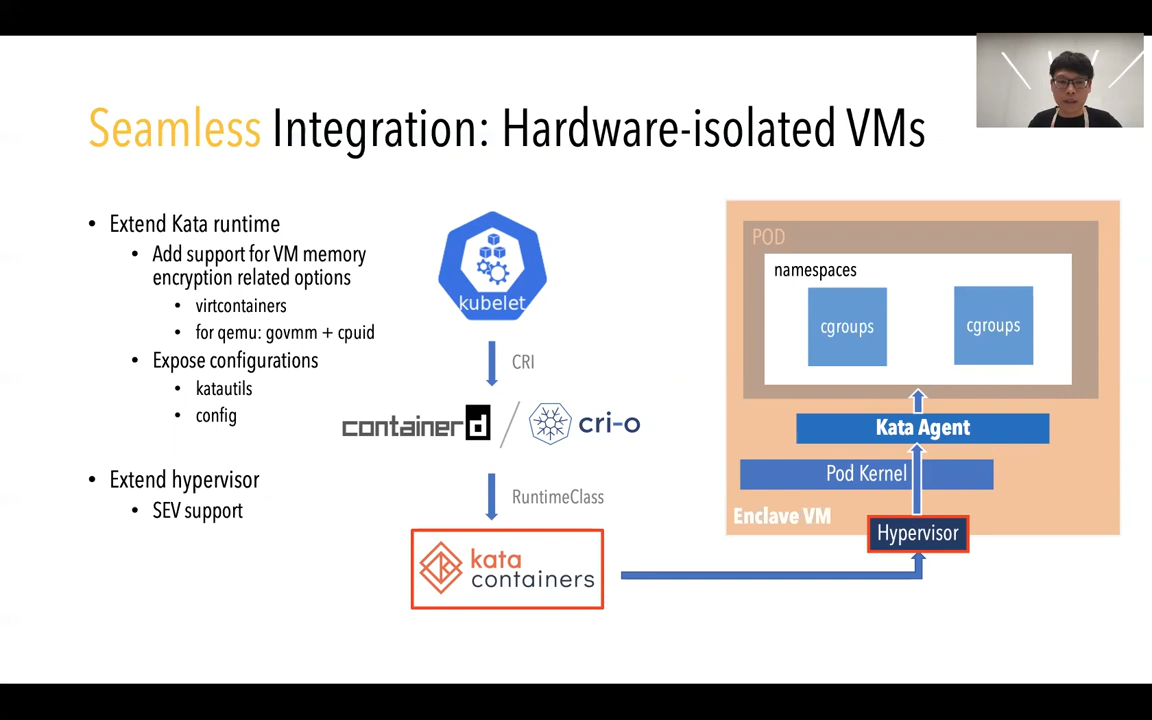 Seamless Integration: Hardware-isolated VMs
• Extend Kata runtime
• Add support for VM memory
encryption related options
• virtcontainers
• for qemu: govmm + cpuid
• Expose configurations
• katautils
• config
• Extend hypervisor
• SEV support
kubelet
CRI
containerd / cri-o
RuntimeClass
kata
containers
POD
namespaces
cgroups
cgroups
Kata Agent
Pod Kernel
Enclave VM
Hypervisor